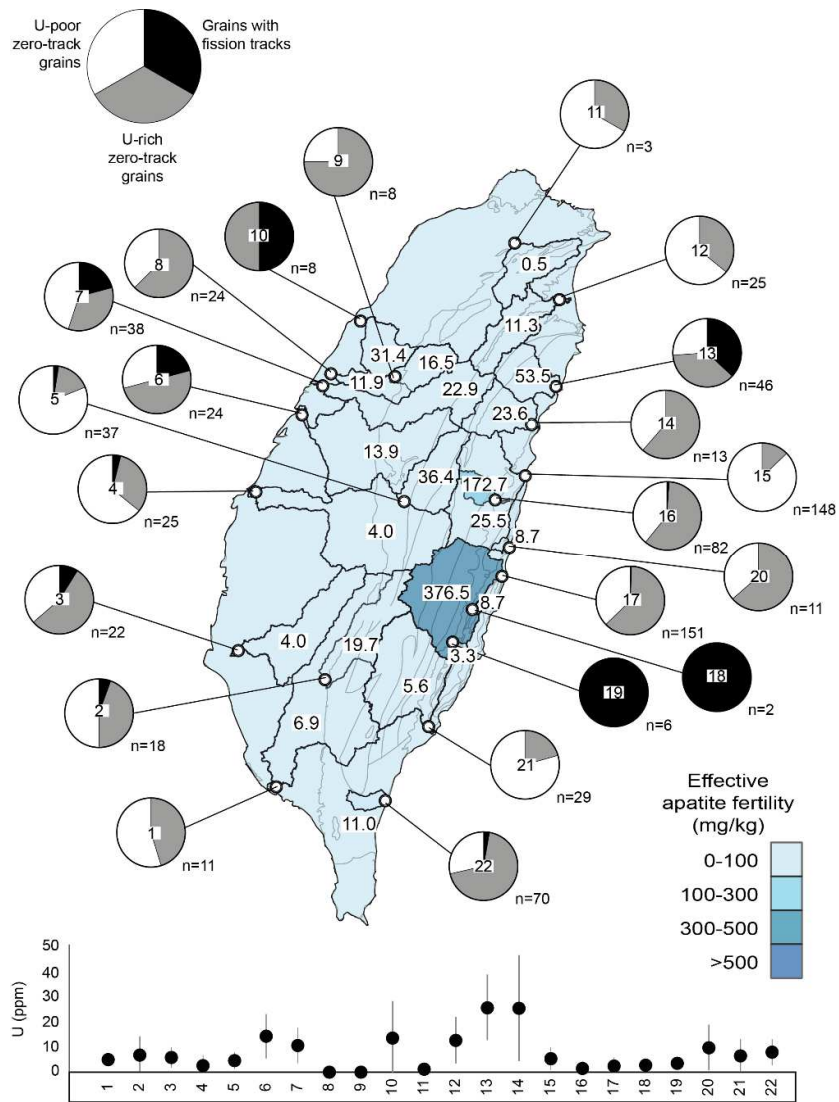 U-poor
zero-track
grains
Grains with
fission tracks
U-rich
zero-track
grains
11
n=3
9
n=8
10
n=8
12
n=25
8
n=24
7
n=38
13
n=46
6
n=24
5
n=37
14
n=13
15
n=148
4
n=25
16
n=82
20
n=11
3
n=22
17
n=151
18
n=2
19
n=6
2
n=18
21
n=29
1
n=11
22
n=70
0.5
11.3
31.4
16.5
11.9
22.9
53.5
23.6
13.9
36.4
172.7
25.5
4.0
8.7
376.5
8.7
4.0
19.7
3.3
5.6
6.9
11.0
Effective
apatite fertility
(mg/kg)
0-100
100-300
300-500
>500
U (ppm)
50
40
30
20
10
0
1 2 3 4 5 6 7 8 9 10 11 12 13 14 15 16 17 18 19 20 21 22